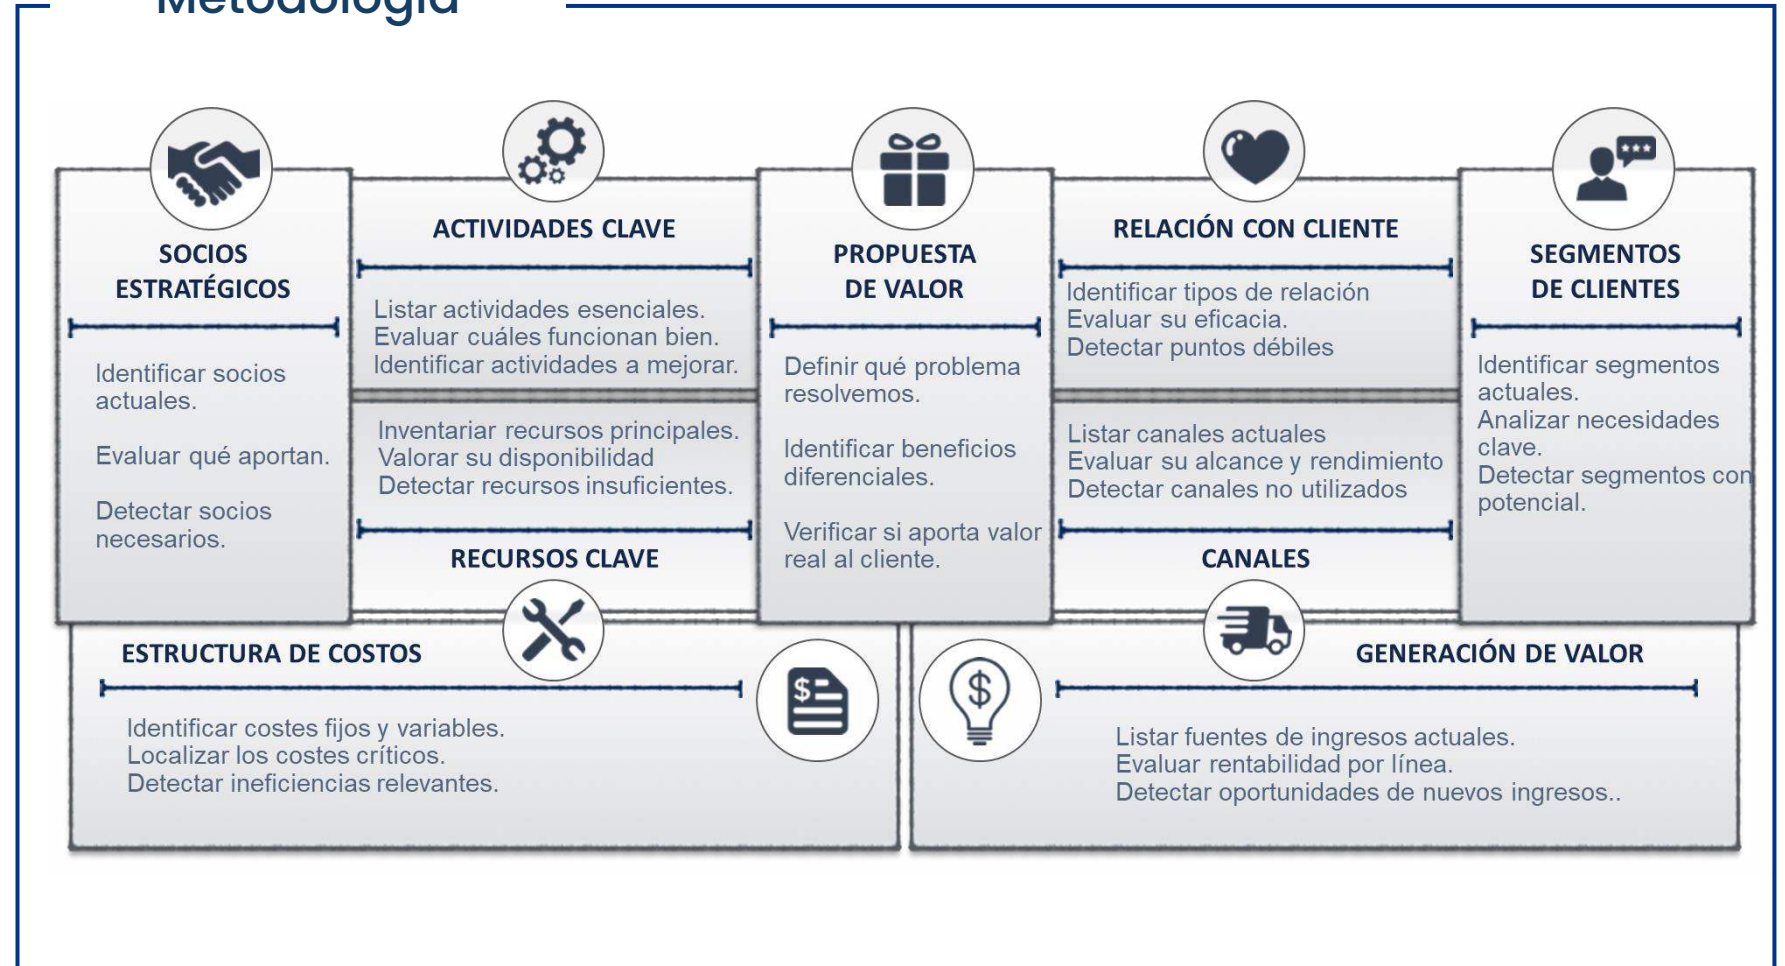 Metodología
SOCIOS
ESTRATÉGICOS
Identificar socios
actuales.
Evaluar qué aportan.
Detectar socios
necesarios.
ACTIVIDADES CLAVE
Listar actividades esenciales.
Evaluar cuáles funcionan bien.
Identificar actividades a mejorar.
Inventariar recursos principales.
Valorar su disponibilidad
Detectar recursos insuficientes.
RECURSOS CLAVE
PROPUESTA
DE VALOR
Definir qué problema
resolvemos.
Identificar beneficios
diferenciales.
Verificar si aporta valor
real al cliente.
RELACIÓN CON CLIENTE
Identificar tipos de relación
Evaluar su eficacia.
Detectar puntos débiles
Listar canales actuales
Evaluar su alcance y rendimiento
Detectar canales no utilizados
CANALES
SEGMENTOS
DE CLIENTES
Identificar segmentos
actuales.
Analizar necesidades
clave.
Detectar segmentos con
potencial.
ESTRUCTURA DE COSTOS
$
Identificar costes fijos y variables.
Localizar los costes críticos.
Detectar ineficiencias relevantes.
$
GENERACIÓN DE VALOR
Listar fuentes de ingresos actuales.
Evaluar rentabilidad por línea.
Detectar oportunidades de nuevos ingresos..